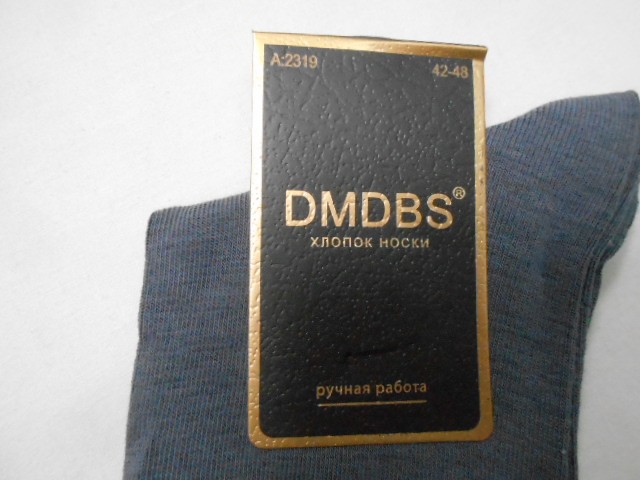 A:2319 42-48
DMDBS®
ХЛОПОК НОСКИ
ручная работа